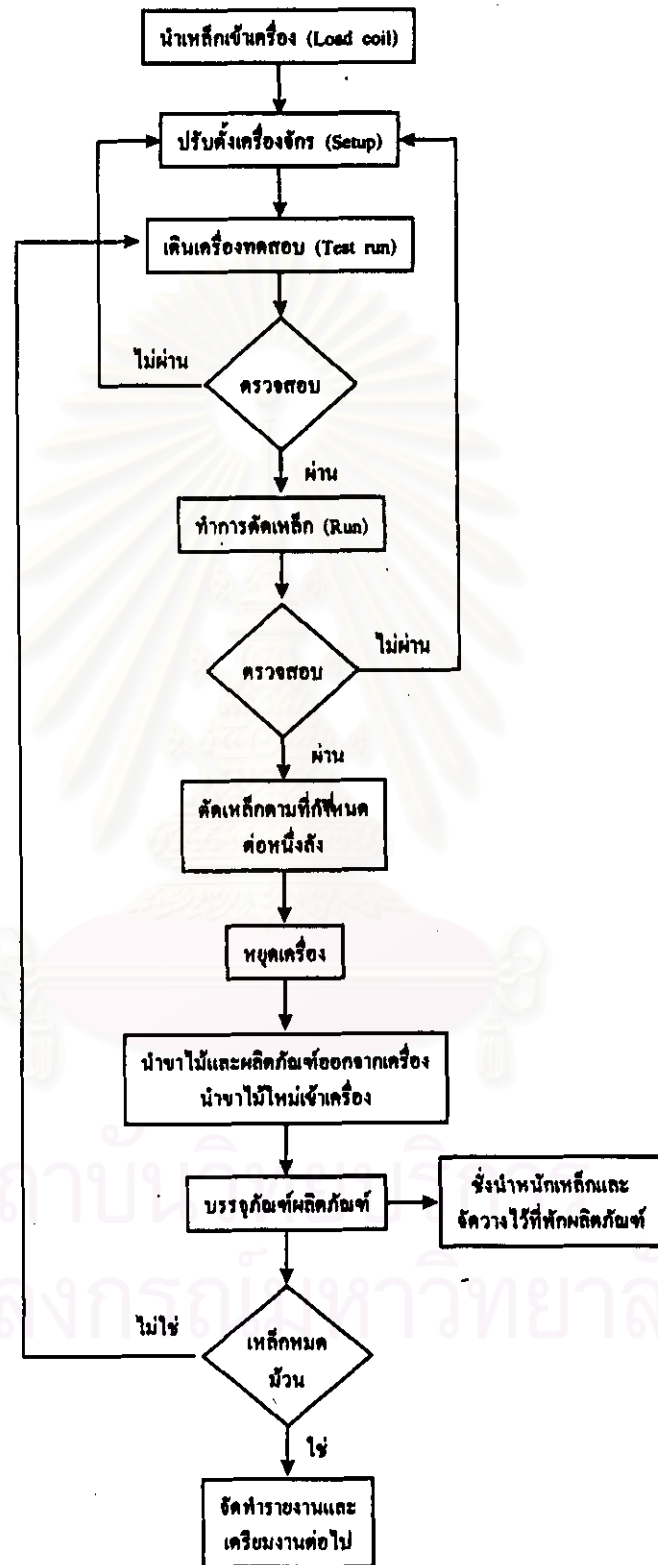 นำเหล็กเข้าเครื่อง (Load coil)
ปรับตั้งเครื่องจักร (Setup)
เดินเครื่องทดสอบ (Test run)
ไม่ผ่าน
ตรวจสอบ
ผ่าน
ทำการตัดเหล็ก (Run)
ไม่ผ่าน
ตรวจสอบ
ผ่าน
ตัดเหล็กตามที่
ต่อหนึ่งลัง
หยุดเครื่อง
นำขาไม้และผลิตภัณฑ์ออกจากเครื่อง
นำขาไม้ใหม่เข้าเครื่อง
บรรจุภัณฑ์ผลิตภัณฑ์
ชั่งน้ำหนักเหล็กและ
จัดวางไว้ที่พักผลิตภัณฑ์
ไม่ใช่
เหล็กหมด
ม้วน
ใช่
จัดทำรายงานและ
เตรียมงานต่อไป